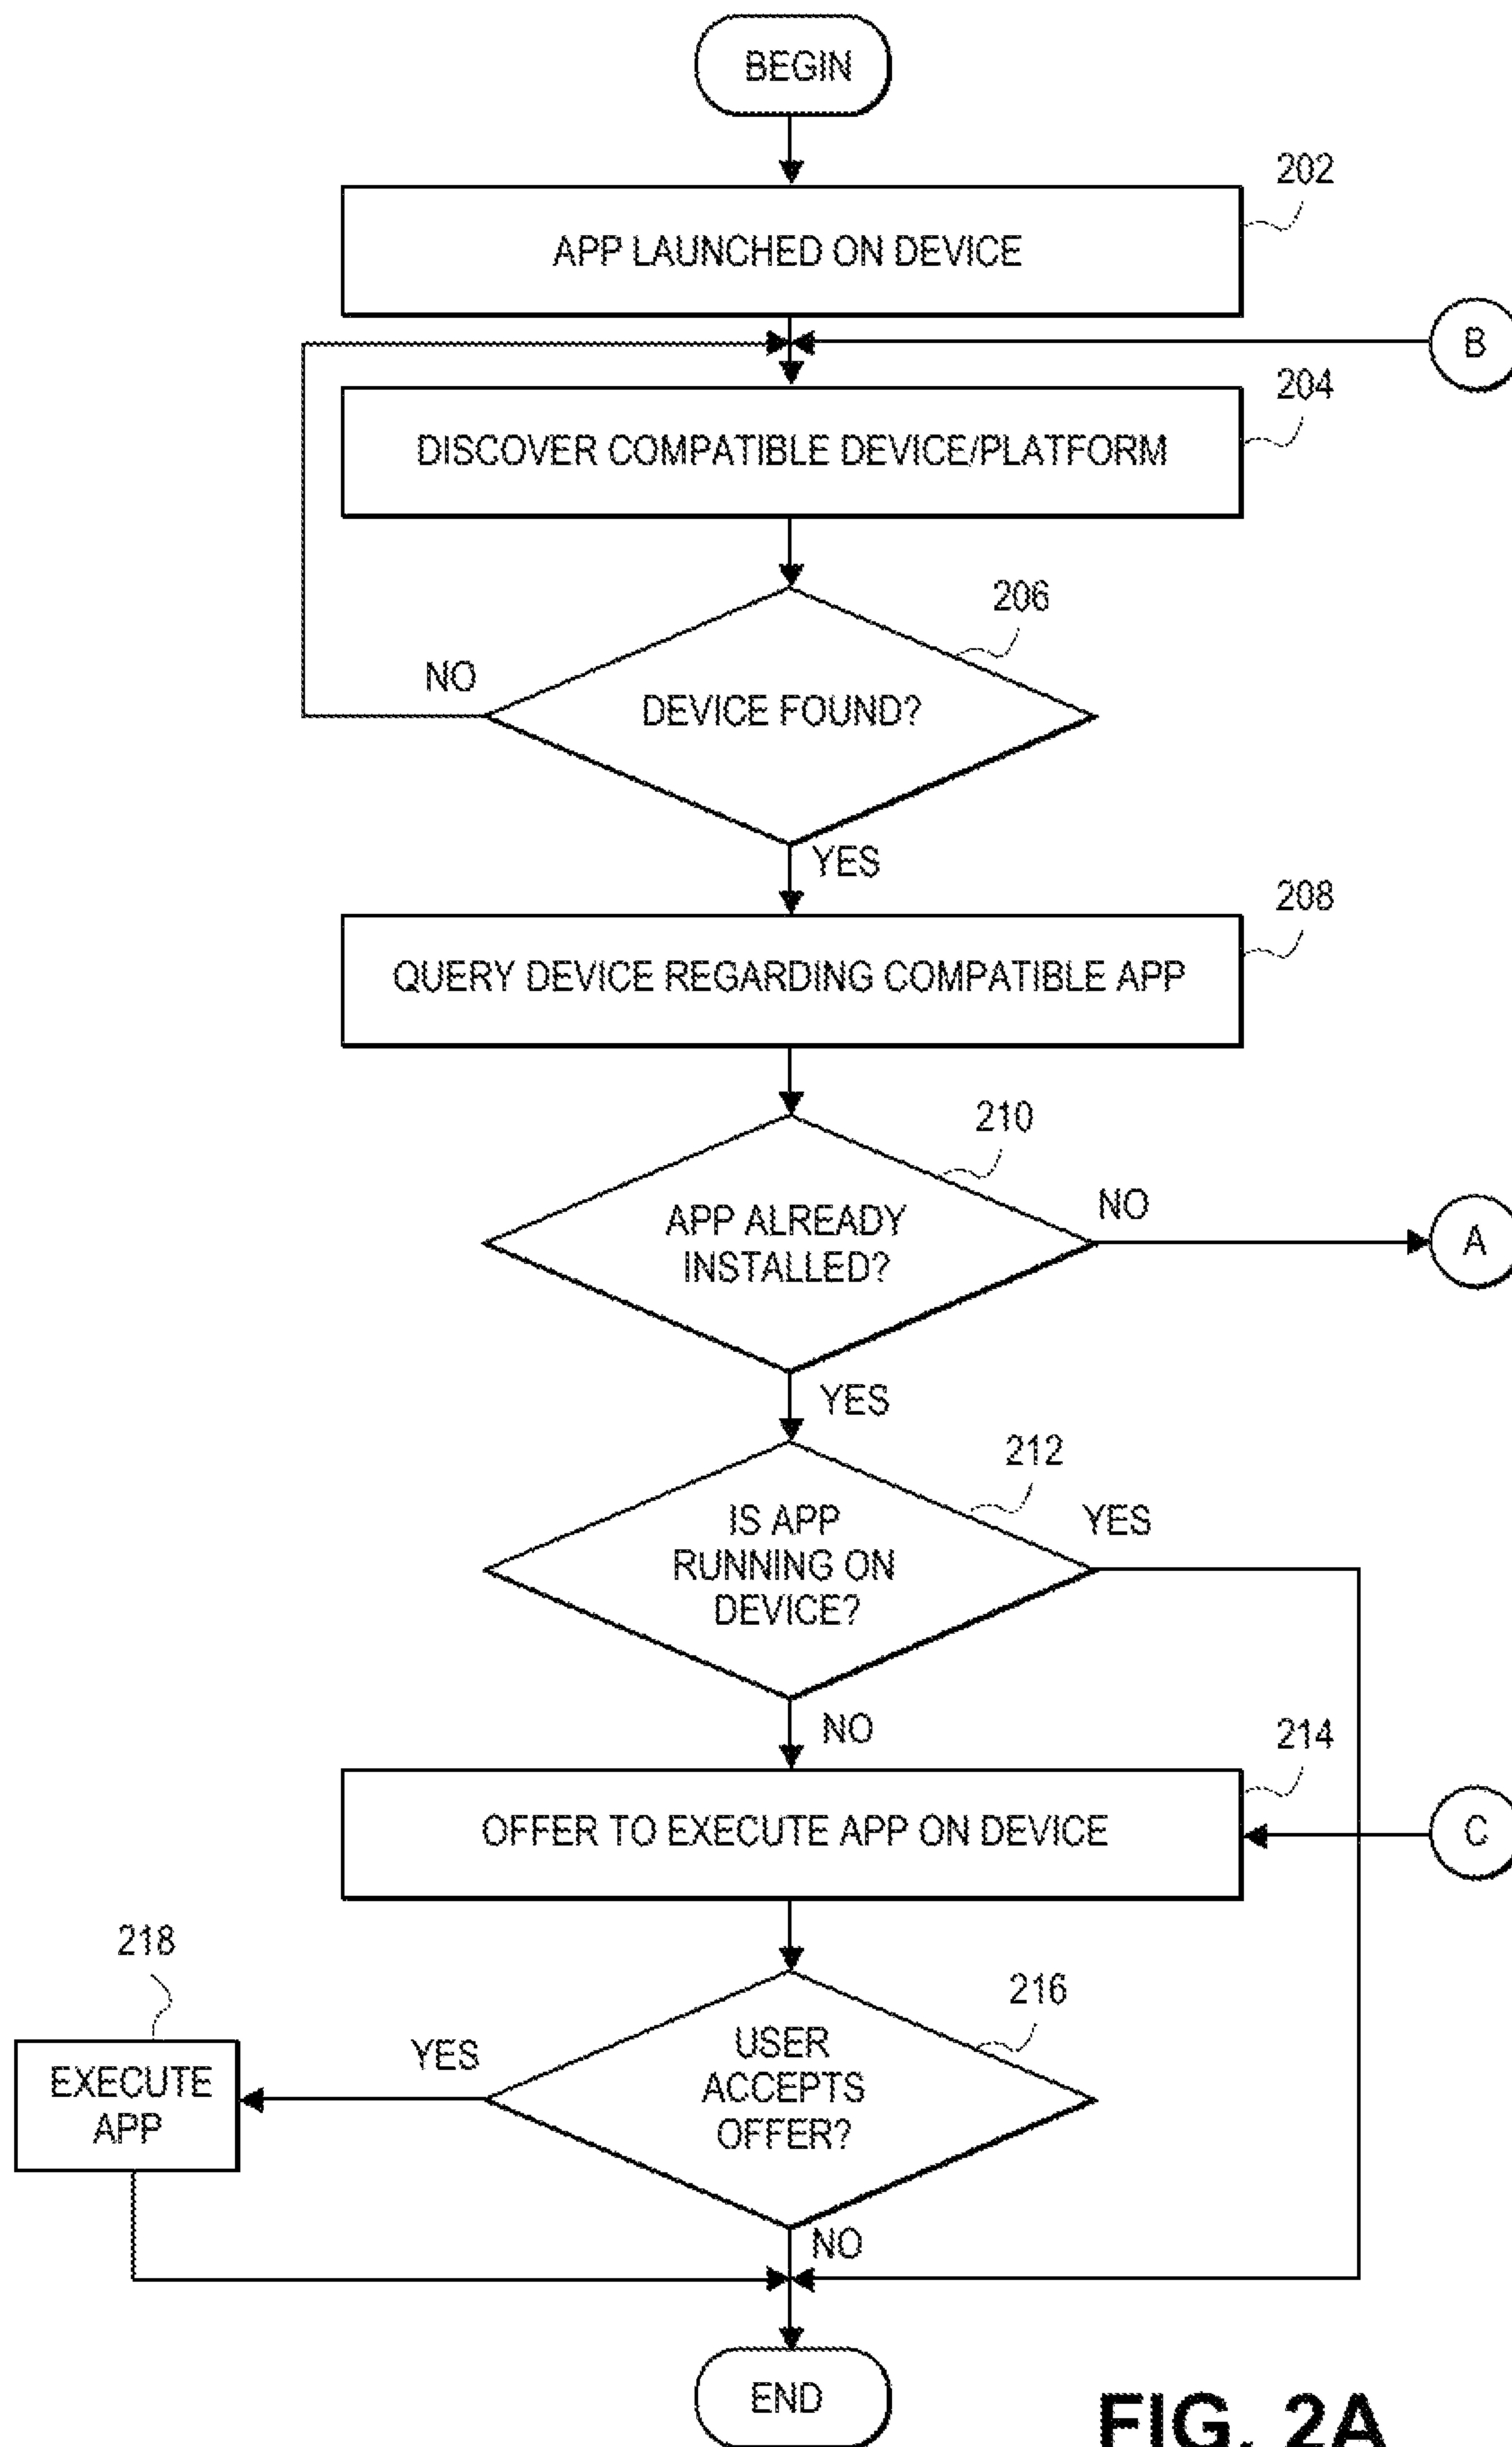 BEGIN
202
APP LAUNCHED ON DEVICE
B
204
DISCOVER COMPATIBLE DEVICE/PLATFORM
206
NO
DEVICE FOUND?
YES
208
QUERY DEVICE REGARDING COMPATIBLE APP
210
NO
APP ALREADY
INSTALLED?
A
YES
212
IS APP
RUNNING ON
DEVICE?
YES
NO
214
OFFER TO EXECUTE APP ON DEVICE
C
218
216
YES
USER
ACCEPTS
OFFER?
EXECUTE
APP
NO
END
FIG. 2A